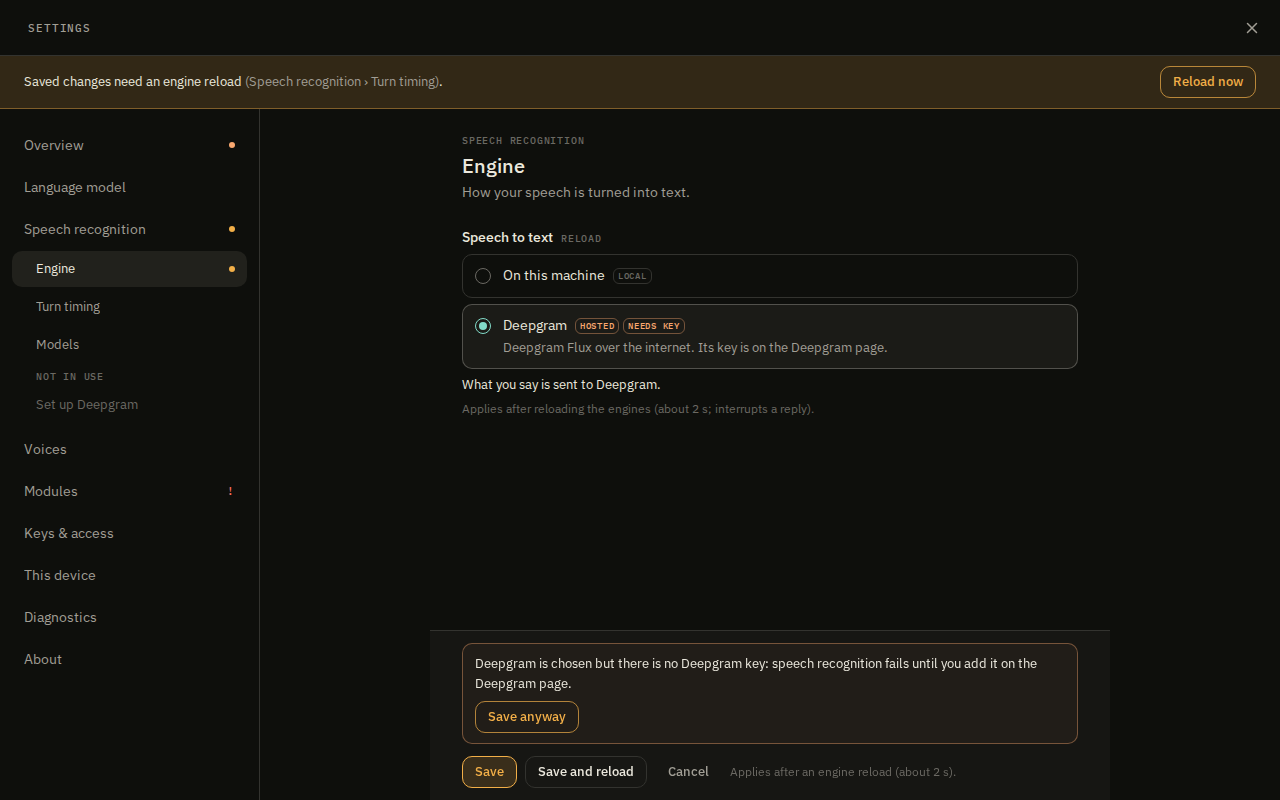 SETTINGS
Saved changes need an engine reload (Speech recognition › Turn timing).
Reload now
Overview
Language model
Speech recognition
Engine
Turn timing
Models
NOT IN USE
Set up Deepgram
Voices
Modules !
Keys & access
This device
Diagnostics
About
SPEECH RECOGNITION
Engine
How your speech is turned into text.
Speech to text RELOAD
On this machine LOCAL
Deepgram HOSTED NEEDS KEY
Deepgram Flux over the internet. Its key is on the Deepgram page.
What you say is sent to Deepgram.
Applies after reloading the engines (about 2 s; interrupts a reply).
Deepgram is chosen but there is no Deepgram key: speech recognition fails until you add it on the
Deepgram page.
Save anyway
Save Save and reload Cancel Applies after an engine reload (about 2 s).